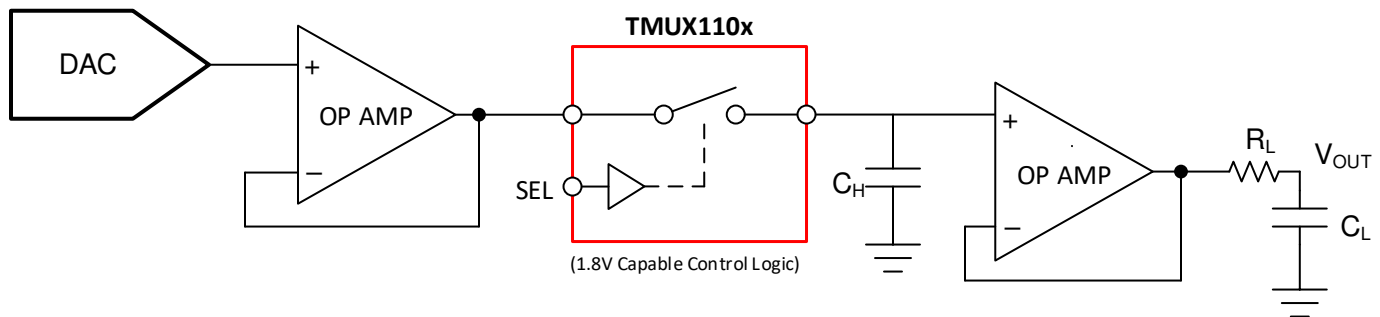 TMUX110x
DAC
+
OP AMP
−
SEL
(1.8V Capable Control Logic)
C_H
+
OP AMP
−
R_L
V_OUT
C_L